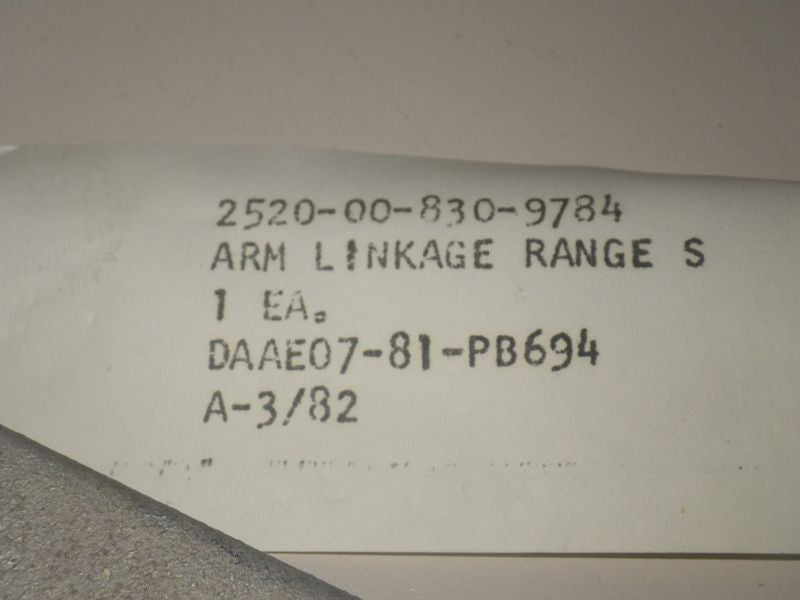 2520-00-830-9784
ARM LINKAGE RANGE S
1 EA.
DAAE07-81-PB694
A-3/82